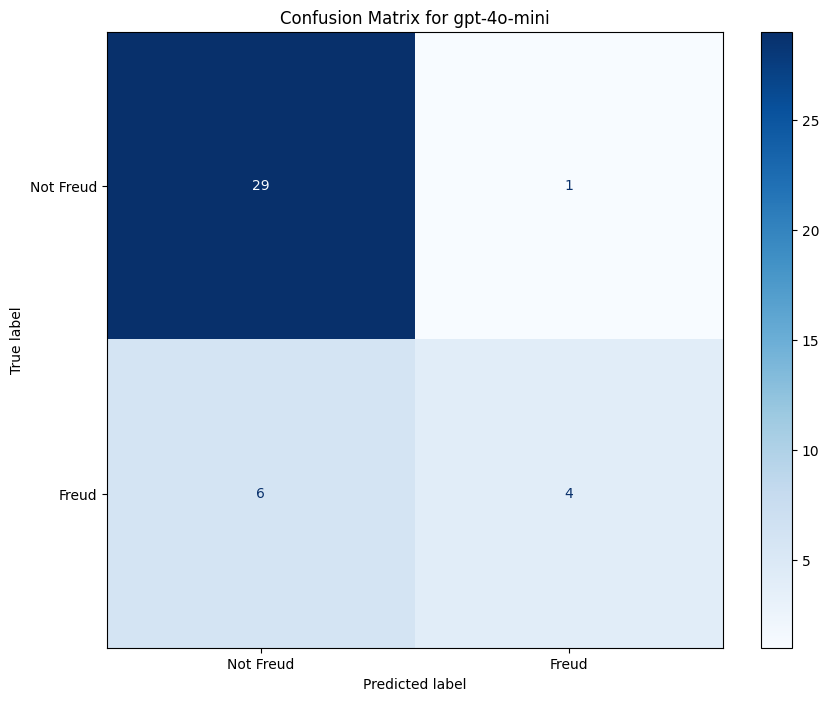 Confusion Matrix for gpt-4o-mini
True label
Not Freud
Freud
29
1
6
4
Not Freud
Freud
Predicted label
25
20
15
10
5